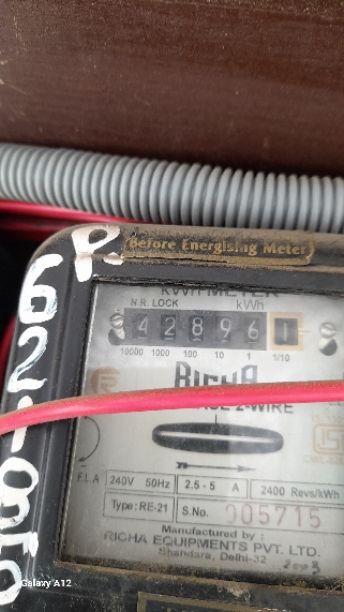 Before Energising Meter
P.
62-
KWH METER
N.R. LOCK kWh
4 2 8 9 6 1
10000 1000 100 10 1 1/10
RICHA
2-WIRE
F.L.A 240V 50Hz 2.5 - 5 A 2400 Revs/kWh
Type: RE-21 S.No. 005715
Manufactured by :
RICHA EQUIPMENTS PVT. LTD.
Shandara, Delhi-32
2003
Galaxy A12